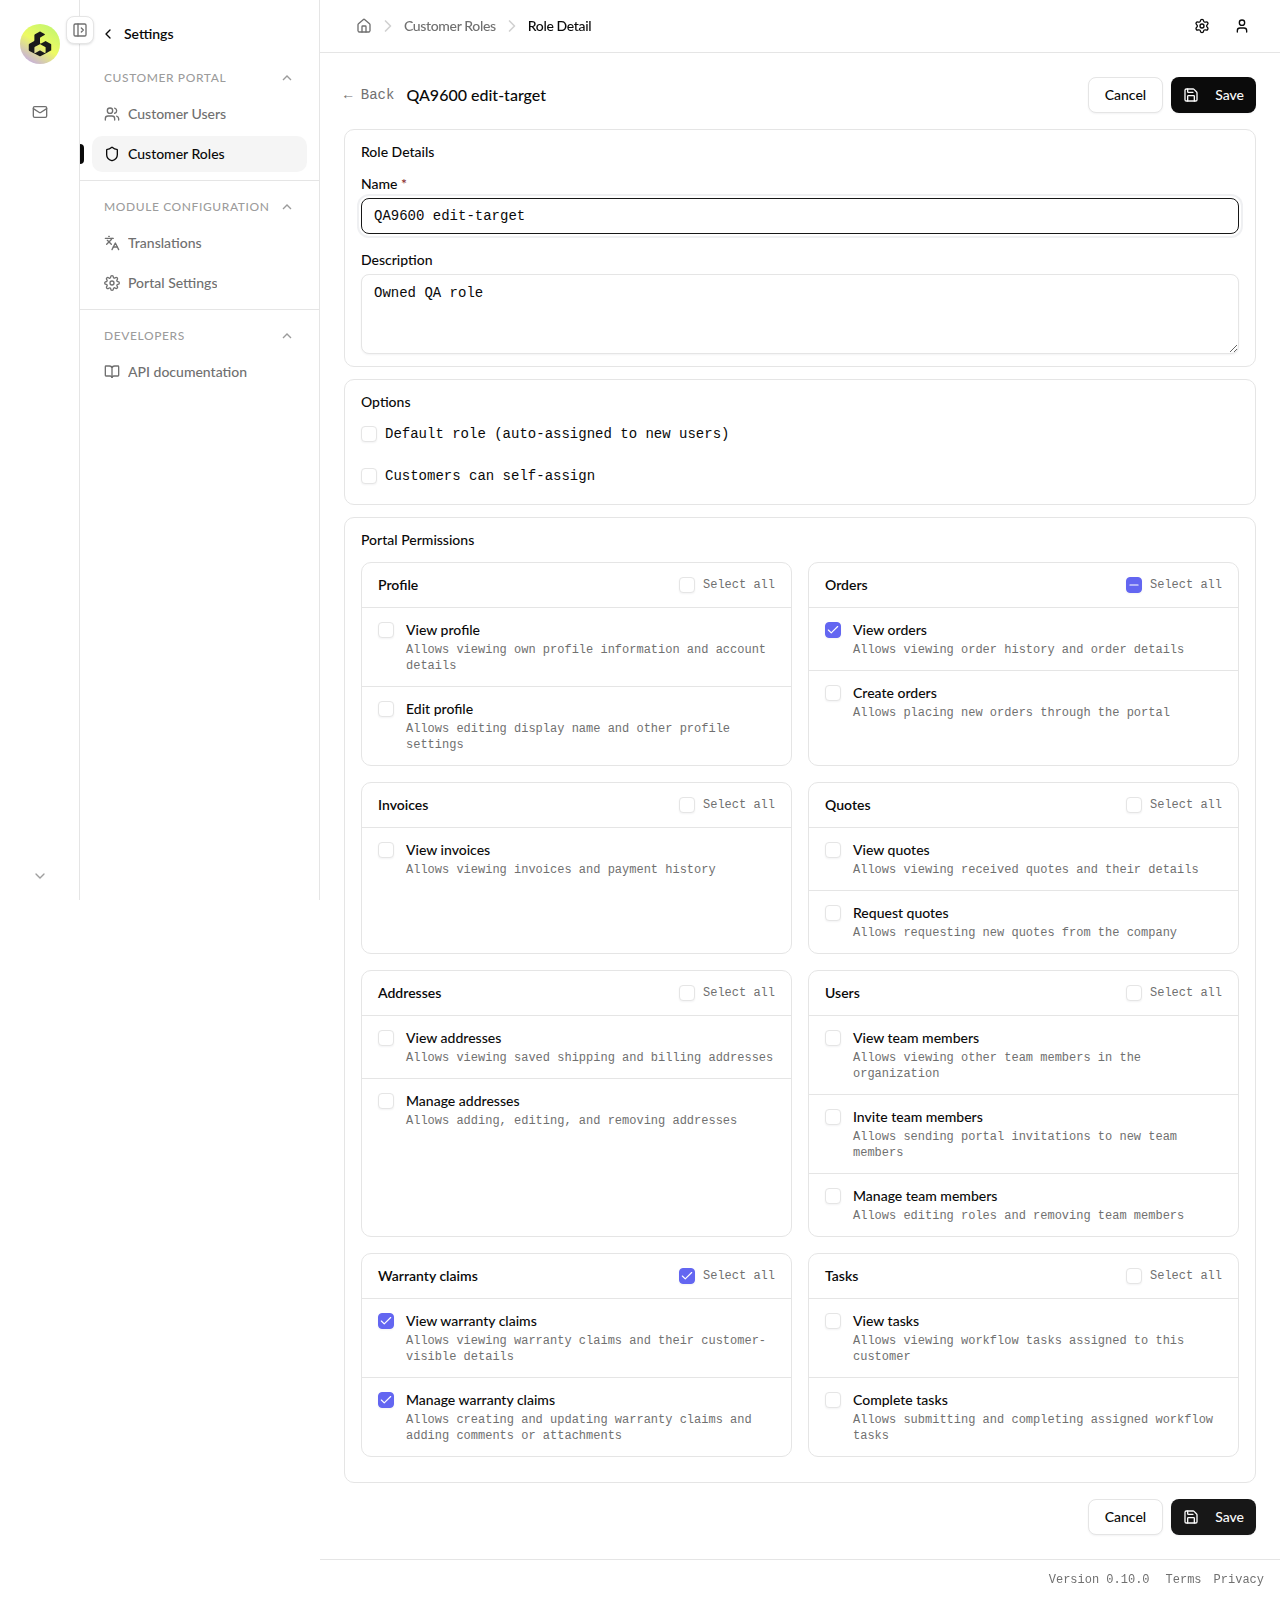 Settings
CUSTOMER PORTAL
Customer Users
Customer Roles
MODULE CONFIGURATION
Translations
Portal Settings
DEVELOPERS
API documentation
Customer Roles
Role Detail
← Back
QA9600 edit-target
Cancel
Save
Role Details
Name *
QA9600 edit-target
Description
Owned QA role
Options
Default role (auto-assigned to new users)
Customers can self-assign
Portal Permissions
Profile
Select all
View profile
Allows viewing own profile information and account
details
Edit profile
Allows editing display name and other profile
settings
Orders
Select all
View orders
Allows viewing order history and order details
Create orders
Allows placing new orders through the portal
Invoices
Select all
View invoices
Allows viewing invoices and payment history
Quotes
Select all
View quotes
Allows viewing received quotes and their details
Request quotes
Allows requesting new quotes from the company
Addresses
Select all
View addresses
Allows viewing saved shipping and billing addresses
Manage addresses
Allows adding, editing, and removing addresses
Users
Select all
View team members
Allows viewing other team members in the
organization
Invite team members
Allows sending portal invitations to new team
members
Manage team members
Allows editing roles and removing team members
Warranty claims
Select all
View warranty claims
Allows viewing warranty claims and their customer-
visible details
Manage warranty claims
Allows creating and updating warranty claims and
adding comments or attachments
Tasks
Select all
View tasks
Allows viewing workflow tasks assigned to this
customer
Complete tasks
Allows submitting and completing assigned workflow
tasks
Cancel
Save
Version 0.10.0
Terms
Privacy